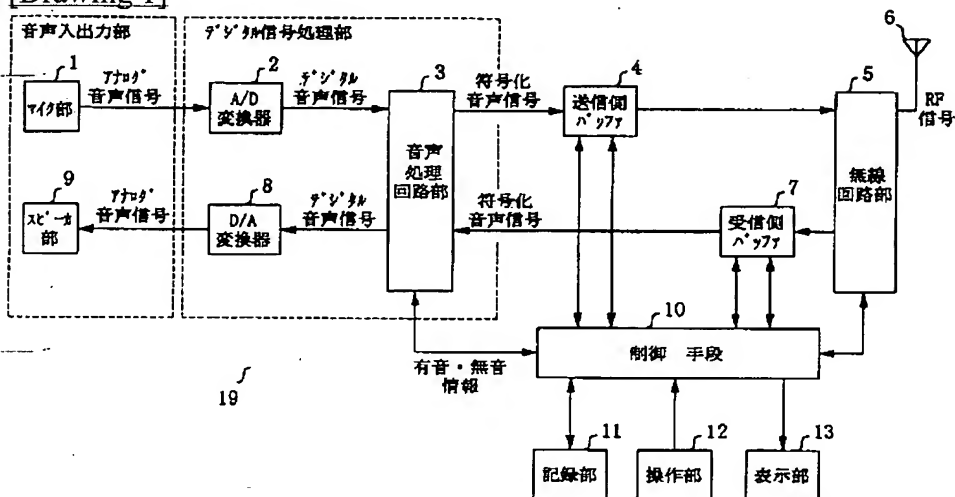 [Drawing 1]
音声入出力部
デジタル信号処理部
1
マイク部
アナログ
音声信号
2
A/D
変換器
デジタル
音声信号
3
音声
処理
回路部
符号化
音声信号
4
送信側
バッファ
5
無線
回路部
6
RF
信号
9
スピーカ
部
アナログ
音声信号
8
D/A
変換器
デジタル
音声信号
符号化
音声信号
7
受信側
バッファ
10
制御 手段
有音・無音
情報
19
11
記録部
12
操作部
13
表示部